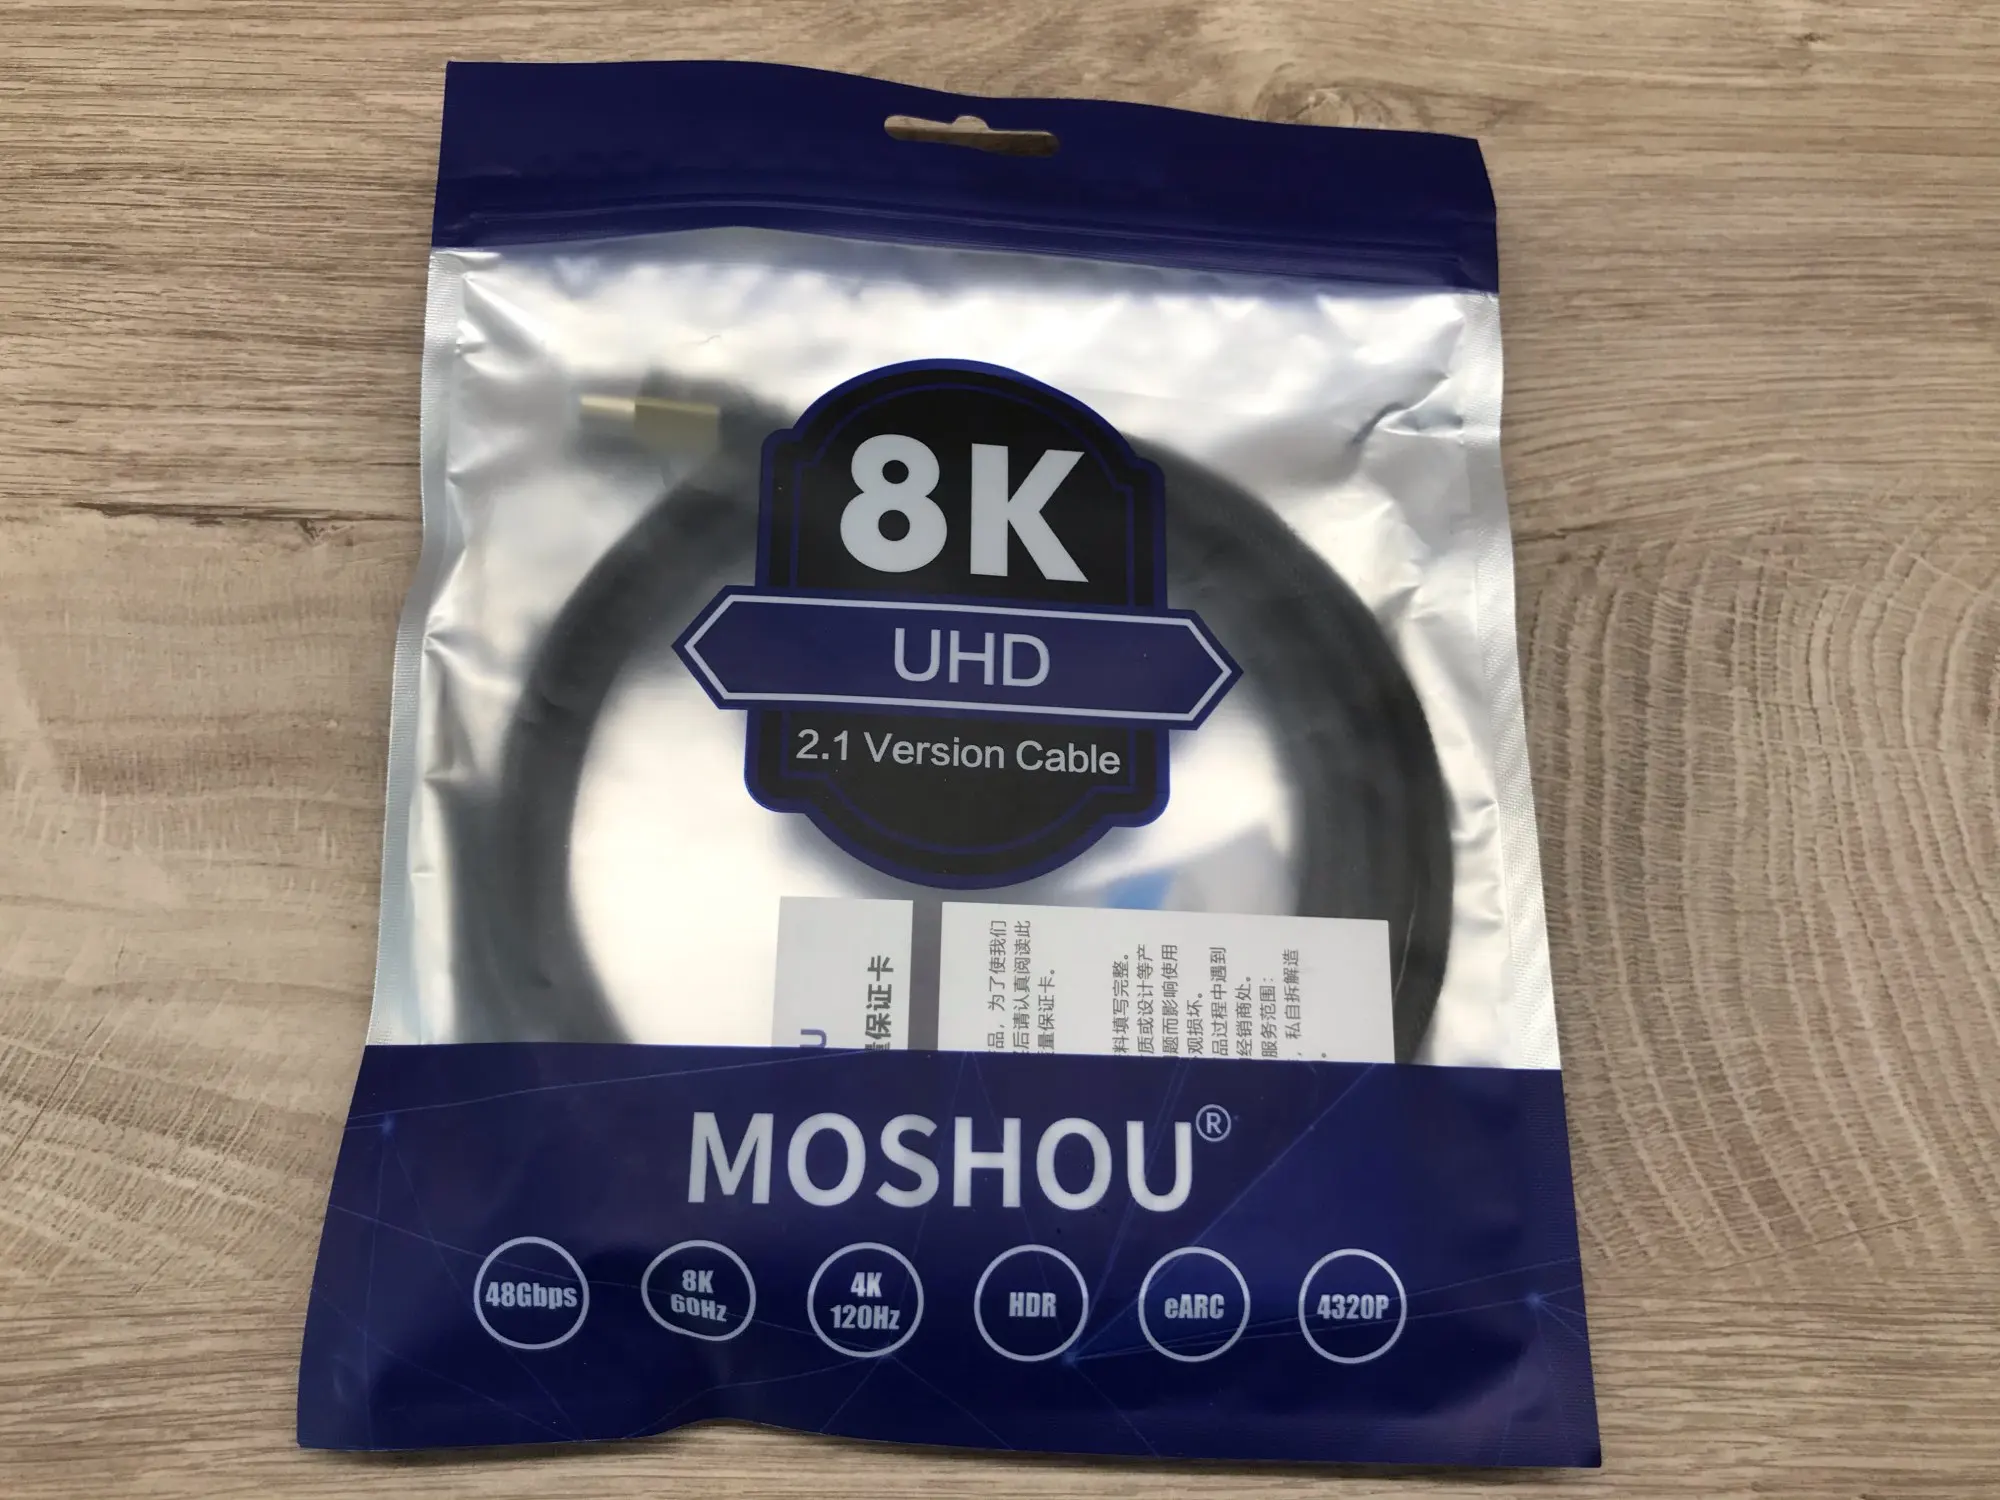 8K
UHD
2.1 Version Cable
U
量保证卡
品，为了使我们
后请认真阅读此
量保证卡。
料填写完整。
质或设计等产
题而影响使用
观损坏。
品过程中遇到
经销商处。
服务范围：
，私自拆解造
。
MOSHOU®
48Gbps
8K
60Hz
4K
120Hz
HDR
eARC
4320P